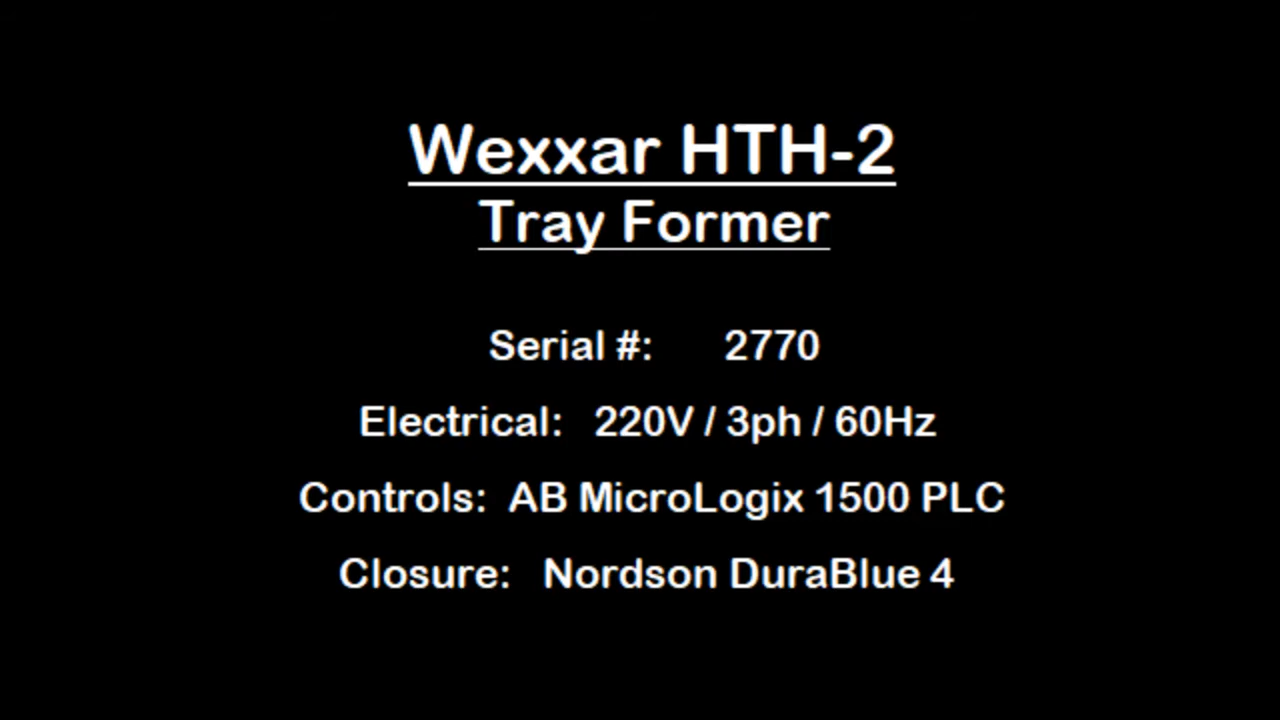 Wexxar HTH-2
Tray Former
Serial #: 2770
Electrical: 220V / 3ph / 60Hz
Controls: AB MicroLogix 1500 PLC
Closure: Nordson DuraBlue 4